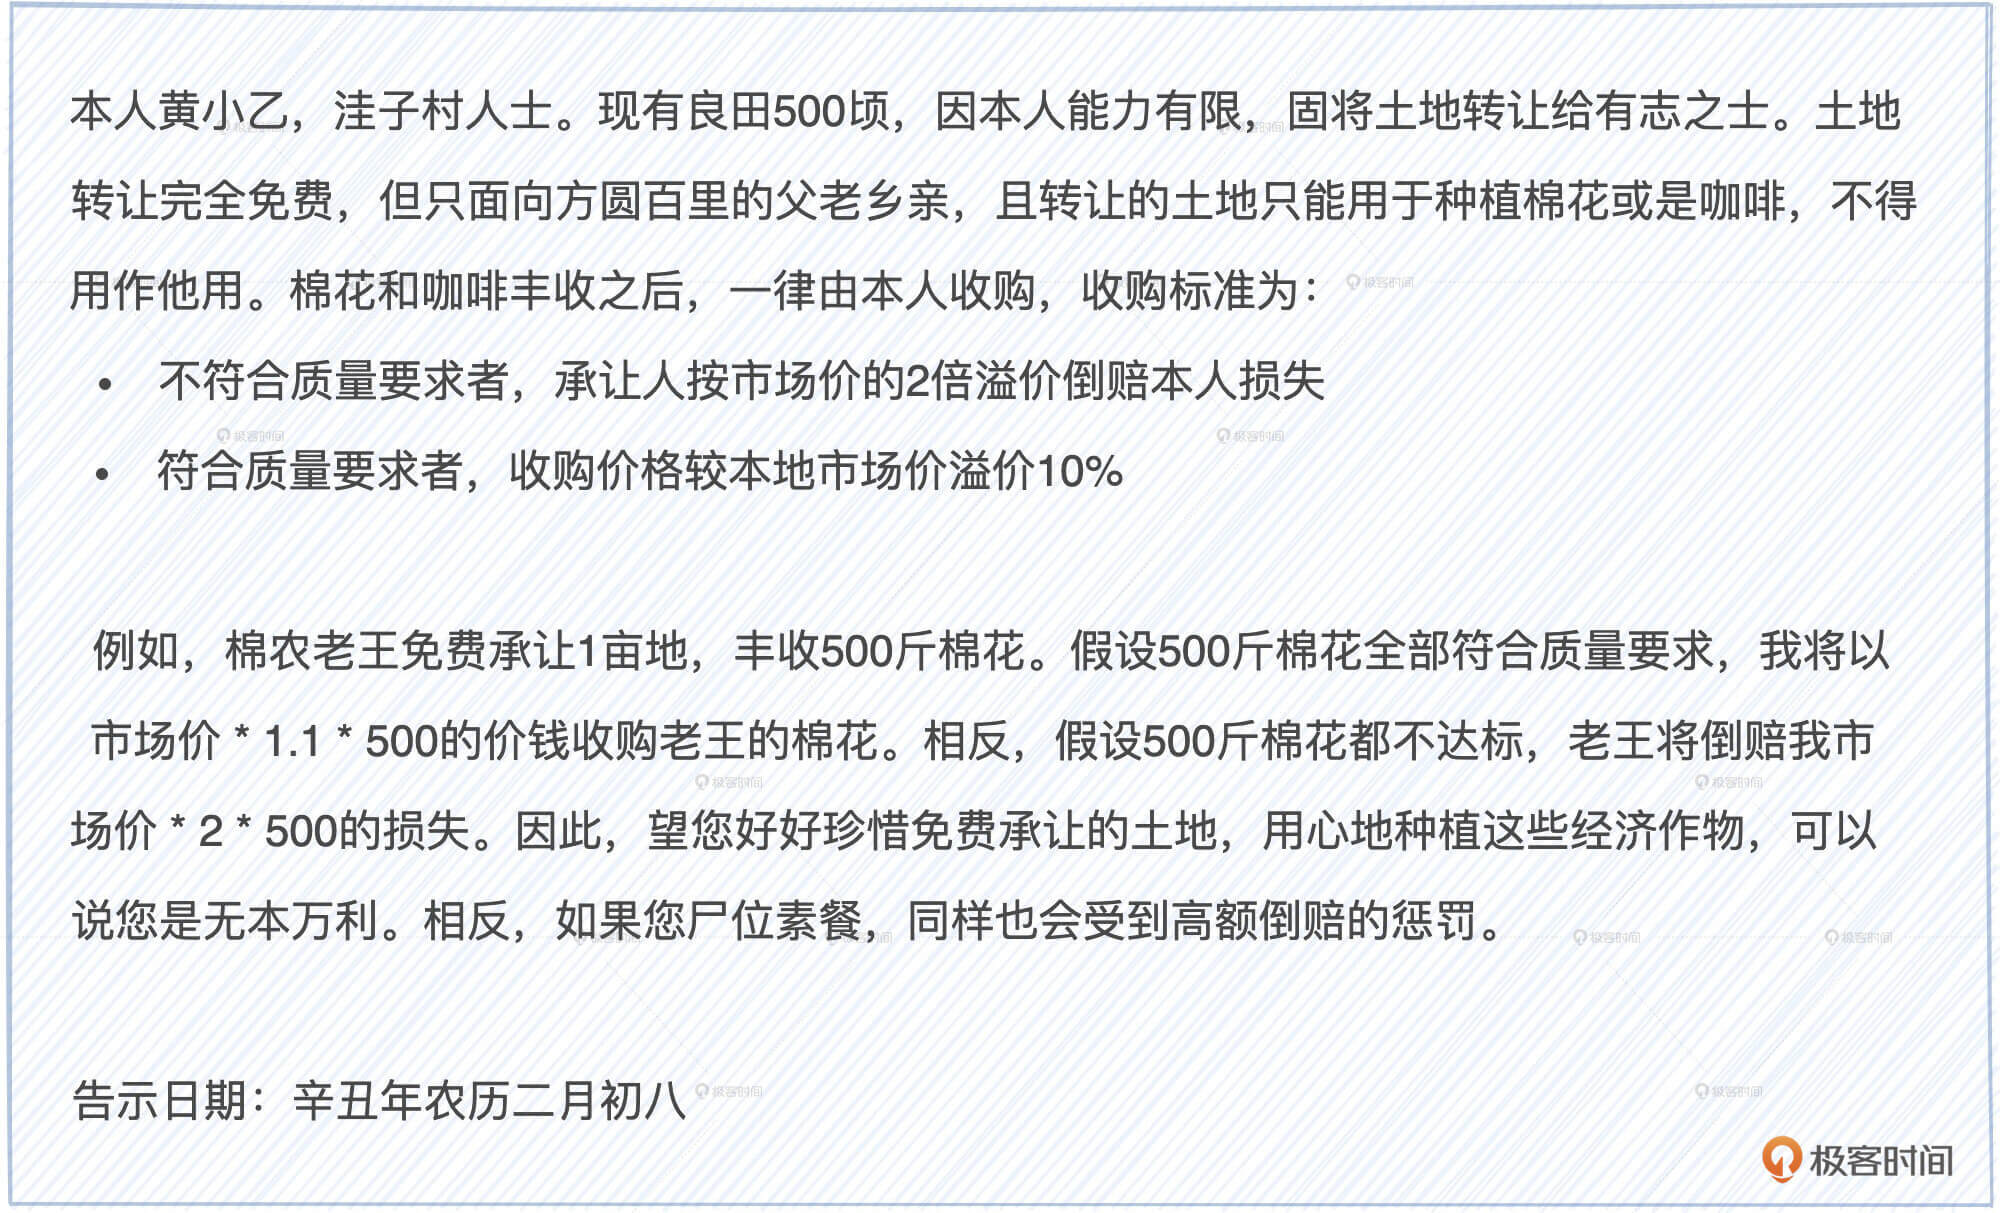 本人黄小乙，洼子村人士。现有良田500顷，因本人能力有限，固将土地转让给有志之士。土地
转让完全免费，但只面向方圆百里的父老乡亲，且转让的土地只能用于种植棉花或是咖啡，不得
用作他用。棉花和咖啡丰收之后，一律由本人收购，收购标准为：
• 不符合质量要求者，承让人按市场价的2倍溢价倒赔本人损失
• 符合质量要求者，收购价格较本地市场价溢价10%
例如，棉农老王免费承让1亩地，丰收500斤棉花。假设500斤棉花全部符合质量要求，我将以
市场价 * 1.1 * 500的价钱收购老王的棉花。相反，假设500斤棉花都不达标，老王将倒赔我市
场价 * 2 * 500的损失。因此，望您好好珍惜免费承让的土地，用心地种植这些经济作物，可以
说您是无本万利。相反，如果您尸位素餐，同样也会受到高额倒赔的惩罚。
告示日期：辛丑年农历二月初八
极客时间